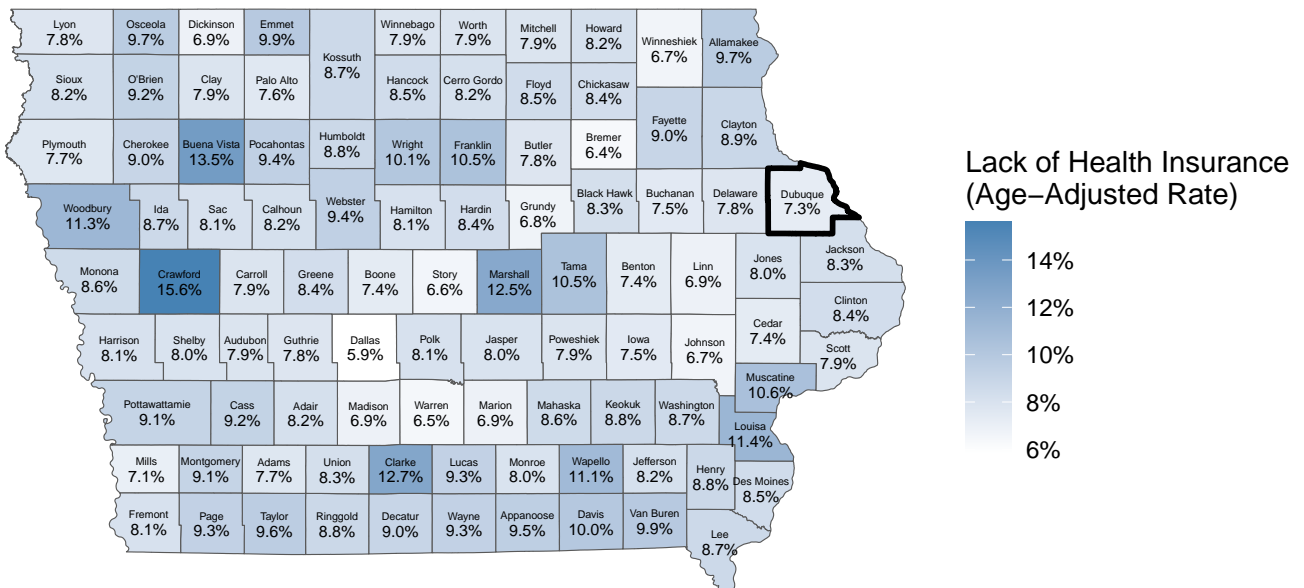 Lyon
7.8%
Osceola
9.7%
Dickinson
6.9%
Emmet
9.9%
Kossuth
8.7%
Winnebago
7.9%
Worth
7.9%
Mitchell
7.9%
Howard
8.2%
Winneshiek
6.7%
Allamakee
9.7%
Sioux
8.2%
O'Brien
9.2%
Clay
7.9%
Palo Alto
7.6%
Hancock
8.5%
Cerro Gordo
8.2%
Floyd
8.5%
Chickasaw
8.4%
Fayette
9.0%
Clayton
8.9%
Plymouth
7.7%
Cherokee
9.0%
Buena Vista
13.5%
Pocahontas
9.4%
Humboldt
8.8%
Wright
10.1%
Franklin
10.5%
Butler
7.8%
Bremer
6.4%
Woodbury
11.3%
Ida
8.7%
Sac
8.1%
Calhoun
8.2%
Webster
9.4%
Hamilton
8.1%
Hardin
8.4%
Grundy
6.8%
Black Hawk
8.3%
Buchanan
7.5%
Delaware
7.8%
Dubuque
7.3%
Monona
8.6%
Crawford
15.6%
Carroll
7.9%
Greene
8.4%
Boone
7.4%
Story
6.6%
Marshall
12.5%
Tama
10.5%
Benton
7.4%
Linn
6.9%
Jones
8.0%
Jackson
8.3%
Clinton
8.4%
Harrison
8.1%
Shelby
8.0%
Audubon
7.9%
Guthrie
7.8%
Dallas
5.9%
Polk
8.1%
Jasper
8.0%
Poweshiek
7.9%
Iowa
7.5%
Johnson
6.7%
Cedar
7.4%
Scott
7.9%
Muscatine
10.6%
Pottawattamie
9.1%
Cass
9.2%
Adair
8.2%
Madison
6.9%
Warren
6.5%
Marion
6.9%
Mahaska
8.6%
Keokuk
8.8%
Washington
8.7%
Louisa
11.4%
Mills
7.1%
Montgomery
9.1%
Adams
7.7%
Union
8.3%
Clarke
12.7%
Lucas
9.3%
Monroe
8.0%
Wapello
11.1%
Jefferson
8.2%
Henry
8.8%
Des Moines
8.5%
Fremont
8.1%
Page
9.3%
Taylor
9.6%
Ringgold
8.8%
Decatur
9.0%
Wayne
9.3%
Appanoose
9.5%
Davis
10.0%
Van Buren
9.9%
Lee
8.7%
Lack of Health Insurance
(Age−Adjusted Rate)
14%
12%
10%
8%
6%